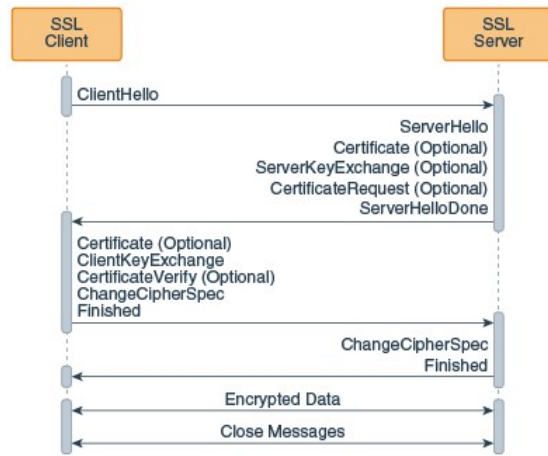 SSL
Client
SSL
Server
ClientHello
ServerHello
Certificate (Optional)
ServerKeyExchange (Optional)
CertificateRequest (Optional)
ServerHelloDone
Certificate (Optional)
ClientKeyExchange
CertificateVerify (Optional)
ChangeCipherSpec
Finished
ChangeCipherSpec
Finished
Encrypted Data
Close Messages